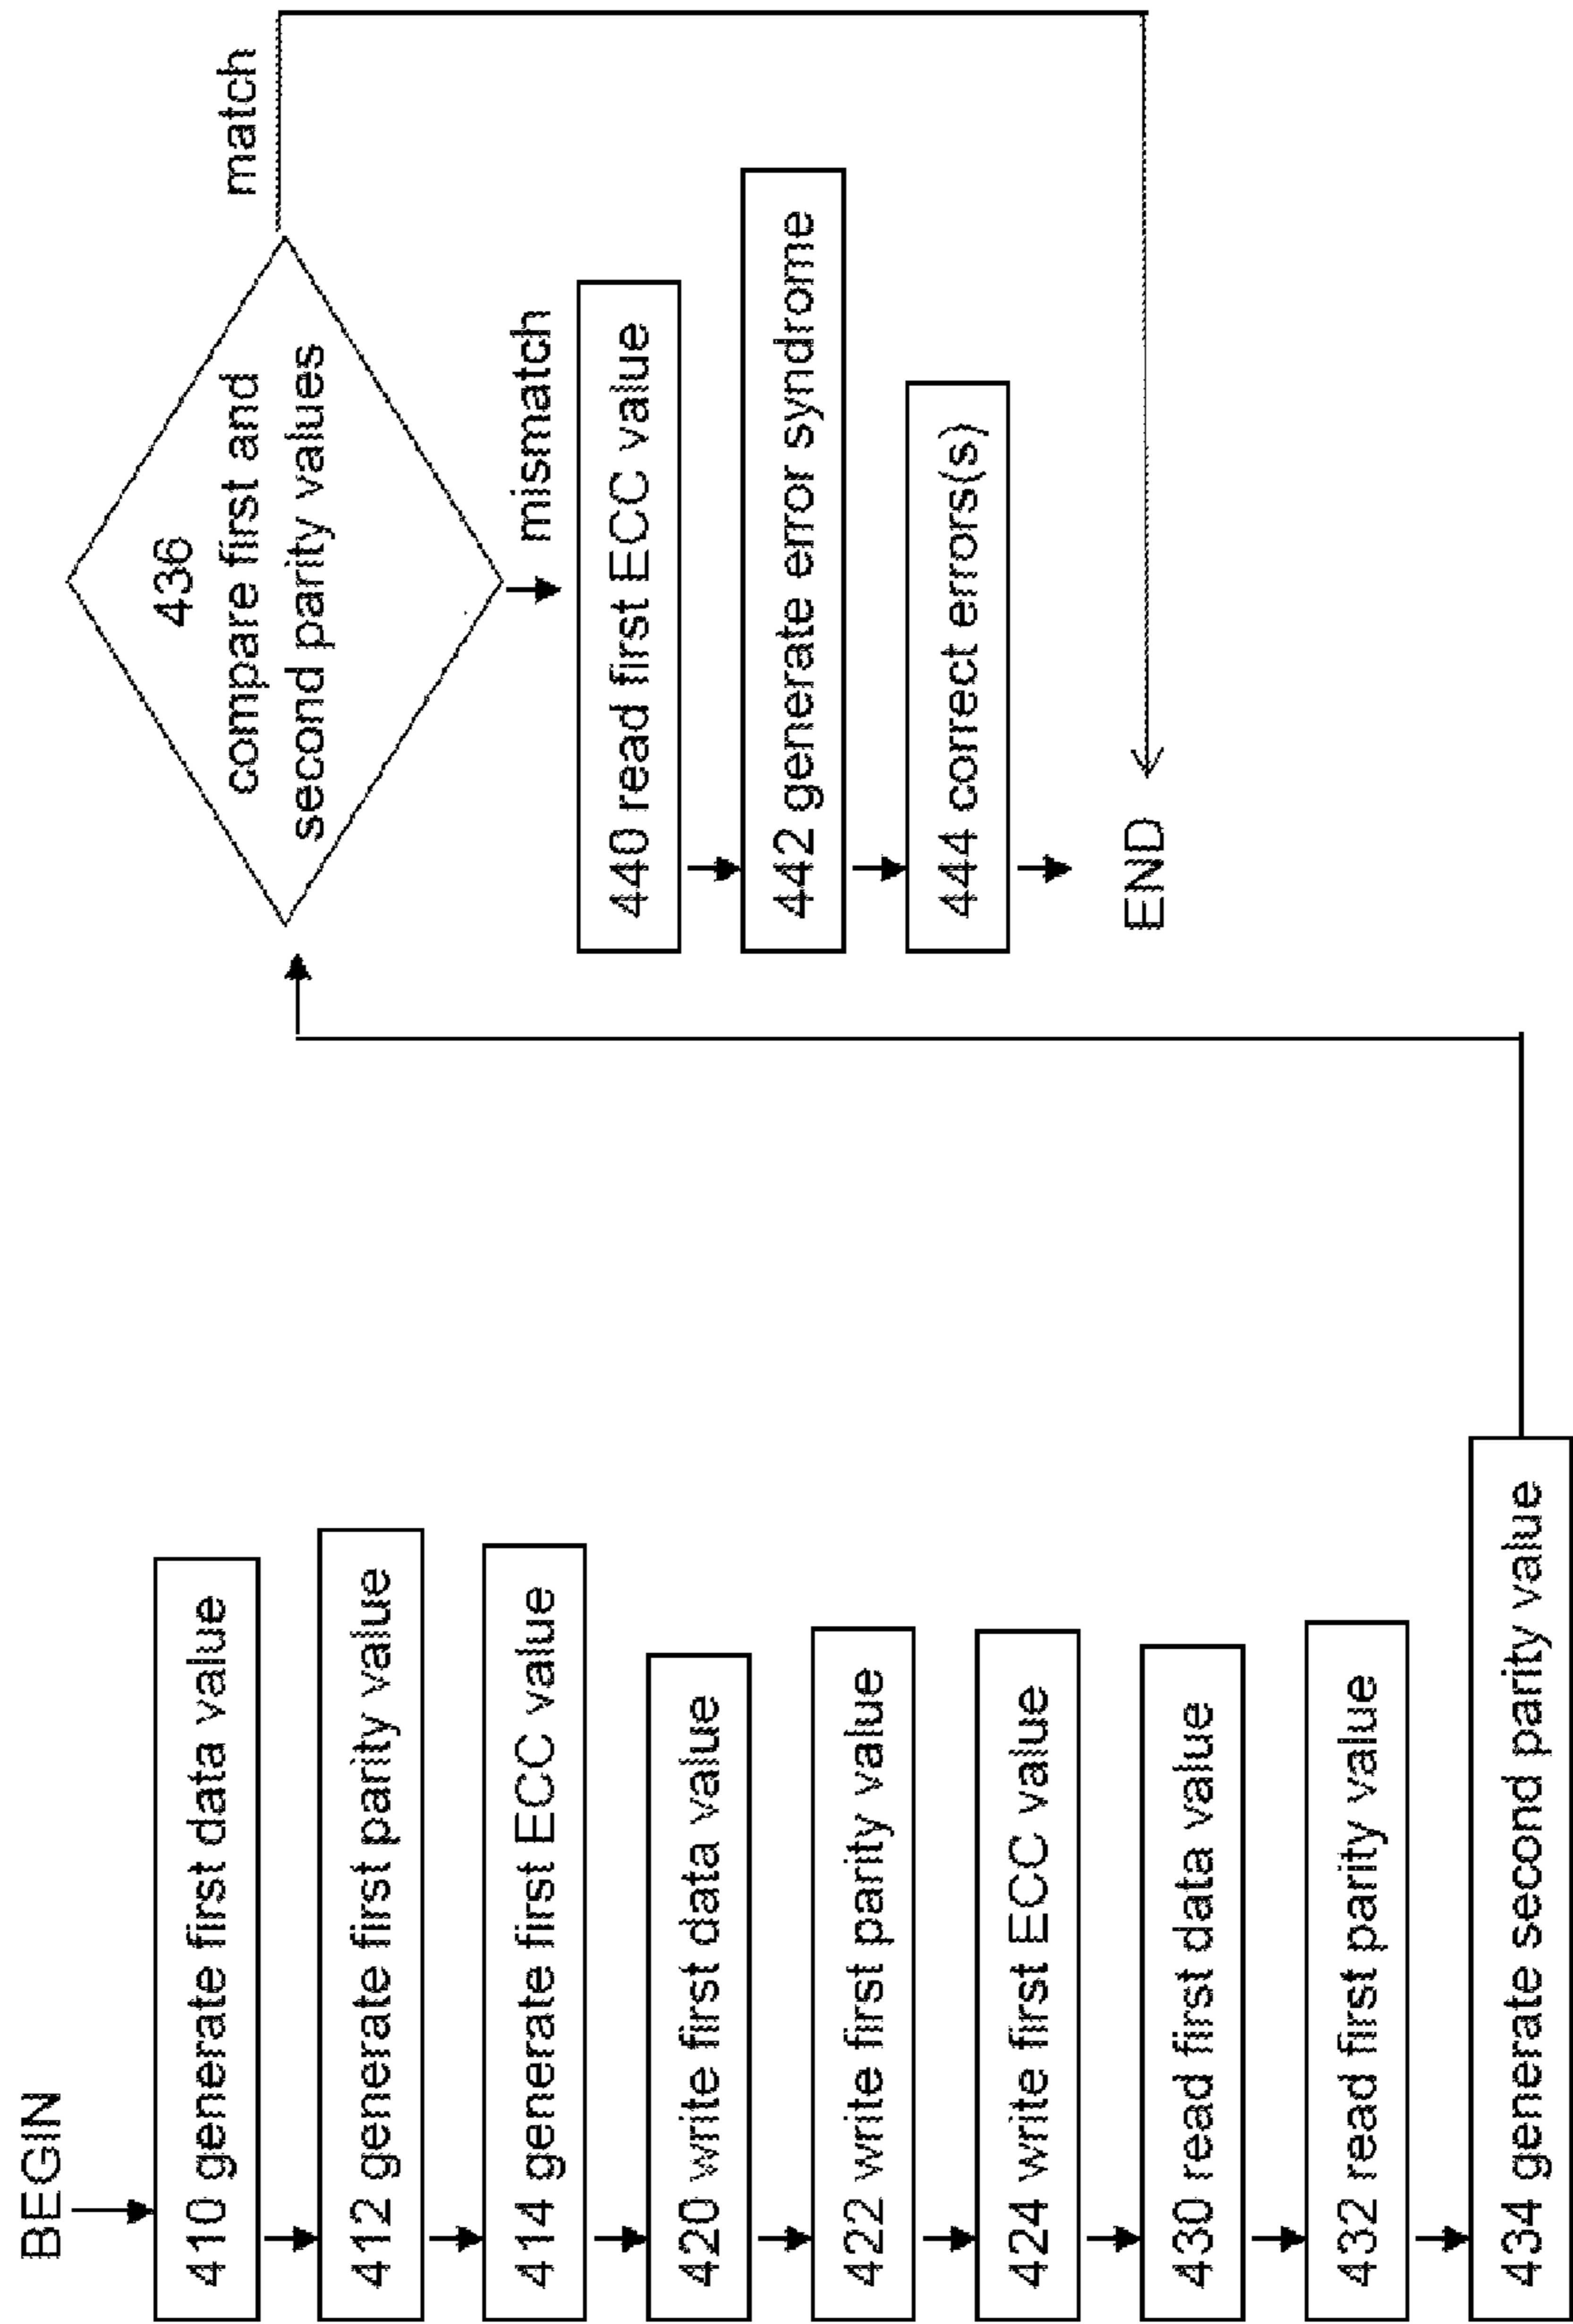 BEGIN
410 generate first data value
412 generate first parity value
414 generate first ECC value
420 write first data value
422 write first parity value
424 write first ECC value
430 read first data value
432 read first parity value
434 generate second parity value
436
compare first and
second parity values
match
mismatch
440 read first ECC value
442 generate error syndrome
444 correct errors(s)
END